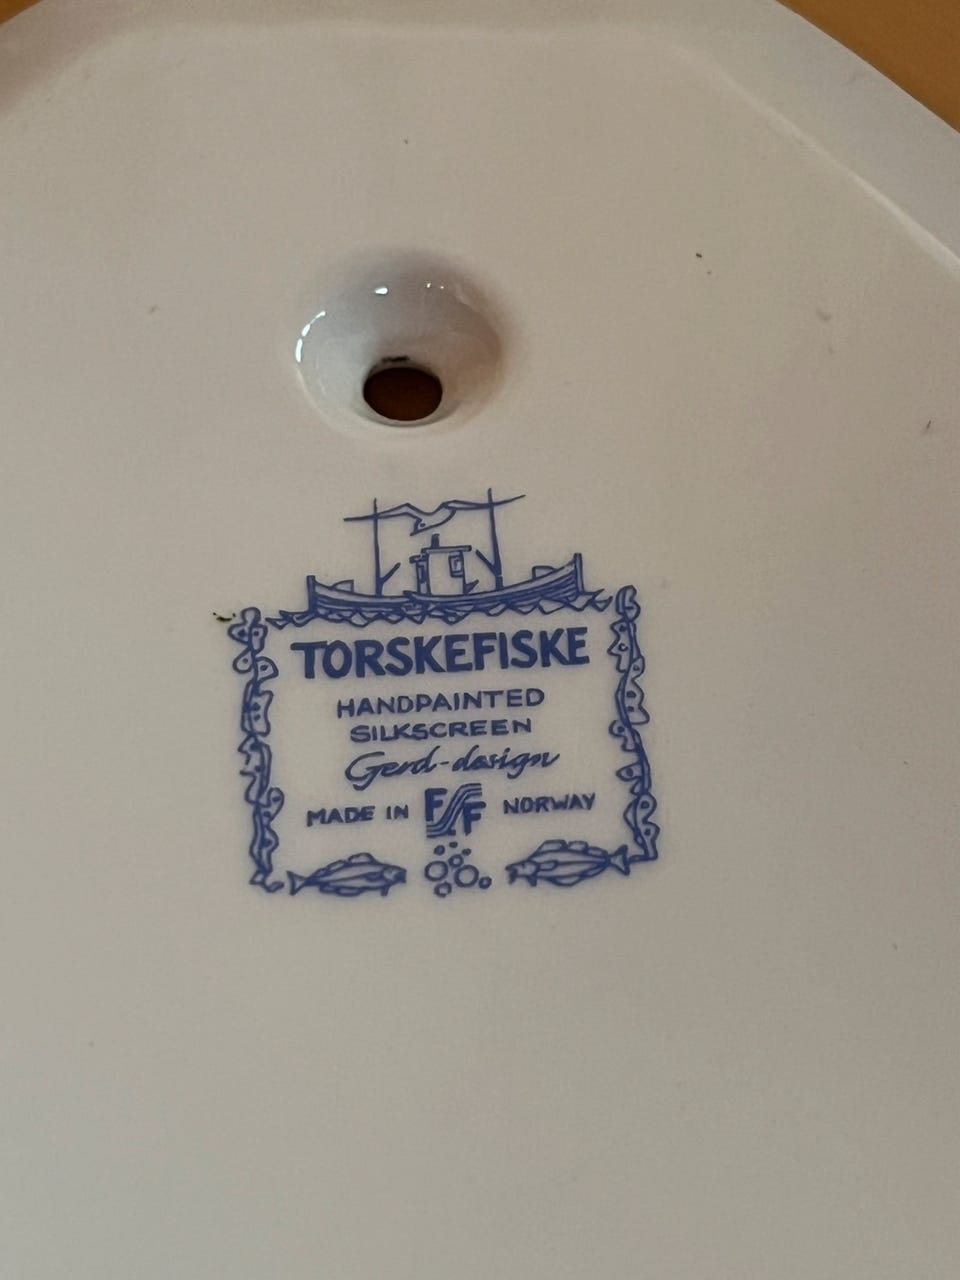 TORSKEFISKE
HANDPAINTED
SILKSCREEN
Gerd-design
MADE IN FF NORWAY